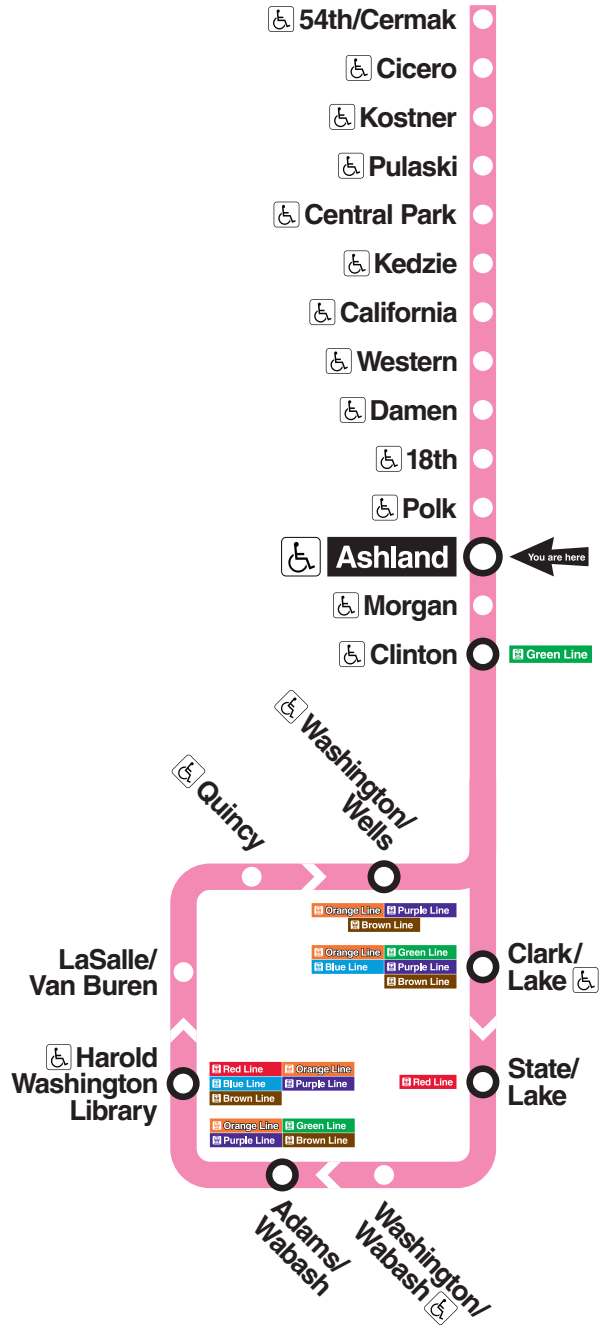 54th/Cermak
Cicero
Kostner
Pulaski
Central Park
Kedzie
California
Western
Damen
18th
Polk
Ashland
You are here
Morgan
Clinton
Green Line
Washington/
Wells
Quincy
Orange Line Purple Line
Brown Line
Orange Line Green Line
Blue Line Purple Line
Brown Line
Clark/
Lake
LaSalle/
Van Buren
Harold
Washington
Library
Red Line Orange Line
Blue Line Purple Line
Brown Line
Red Line
State/
Lake
Orange Line Green Line
Purple Line Brown Line
Adams/
Wabash
Washington/
Wabash